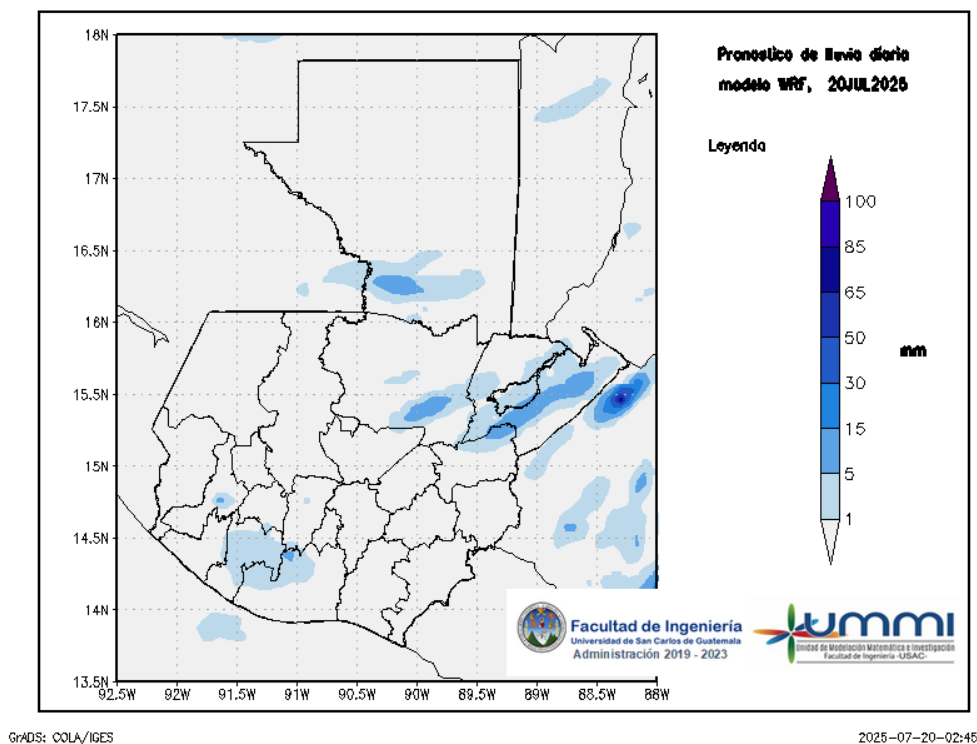 Pronostico de lluvia diaria
modelo WRF, 20JUL2025
Leyenda
100
85
65
50
30
15
5
1
mm
18N
17.5N
17N
16.5N
16N
15.5N
15N
14.5N
14N
13.5N
92.5W
92W
91.5W
91W
90.5W
90W
89.5W
89W
88.5W
88W
Facultad de Ingeniería
Universidad de San Carlos de Guatemala
Administración 2019 - 2023
UMMI
Unidad de Modelación Matemática e Investigación
Facultad de Ingeniería -USAC-
GrADS: COLA/IGES
2025-07-20-02:45